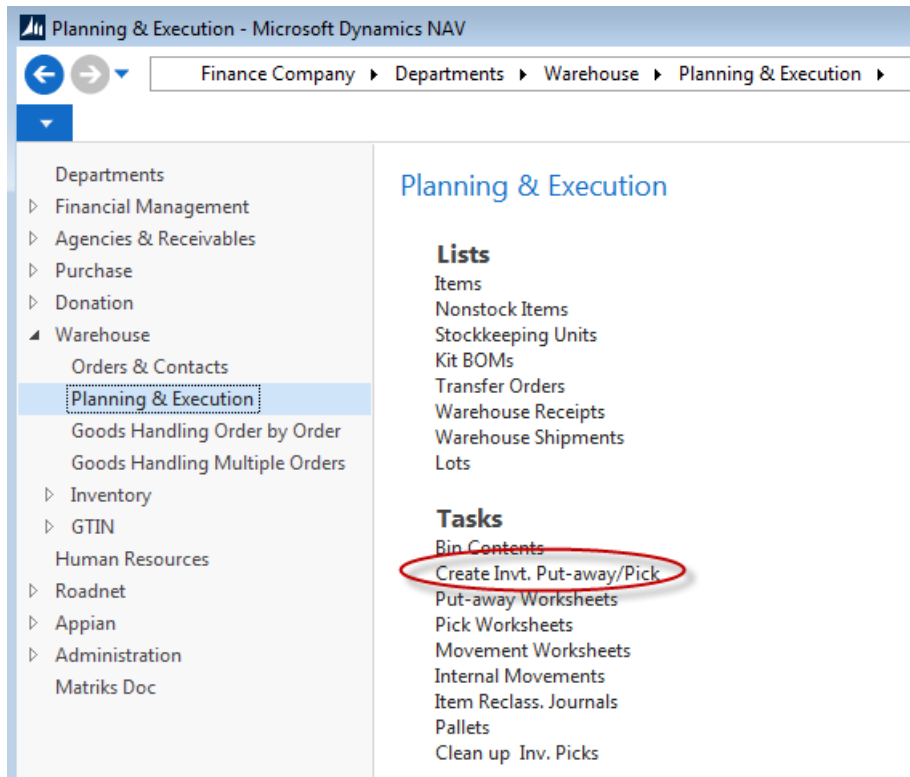 Planning & Execution - Microsoft Dynamics NAV
Finance Company Departments Warehouse Planning & Execution
Departments
Financial Management
Agencies & Receivables
Purchase
Donation
Warehouse
Orders & Contacts
Planning & Execution
Goods Handling Order by Order
Goods Handling Multiple Orders
Inventory
GTIN
Human Resources
Roadnet
Appian
Administration
Matriks Doc
Planning & Execution
Lists
Items
Nonstock Items
Stockkeeping Units
Kit BOMs
Transfer Orders
Warehouse Receipts
Warehouse Shipments
Lots
Tasks
Bin Contents
Create Invt. Put-away/Pick
Put-away Worksheets
Pick Worksheets
Movement Worksheets
Internal Movements
Item Reclass. Journals
Pallets
Clean up Inv. Picks